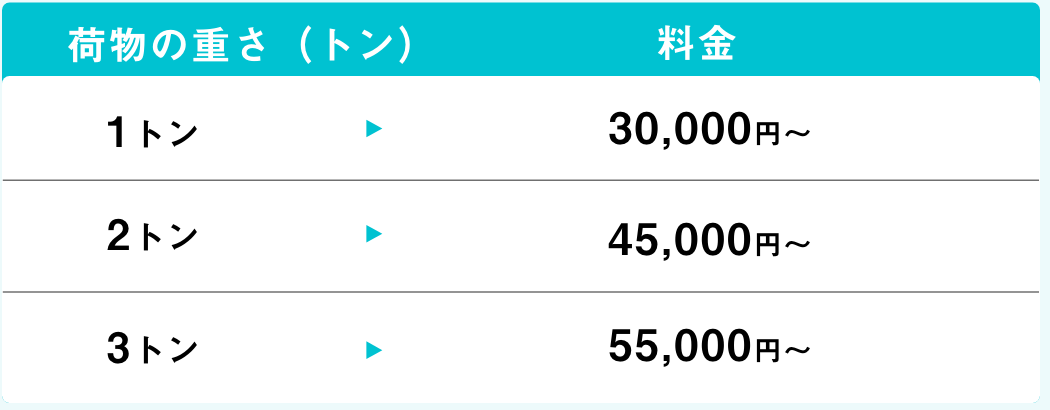 荷物の重さ（トン） 料金
1トン ▶ 30,000円～
2トン ▶ 45,000円～
3トン ▶ 55,000円～